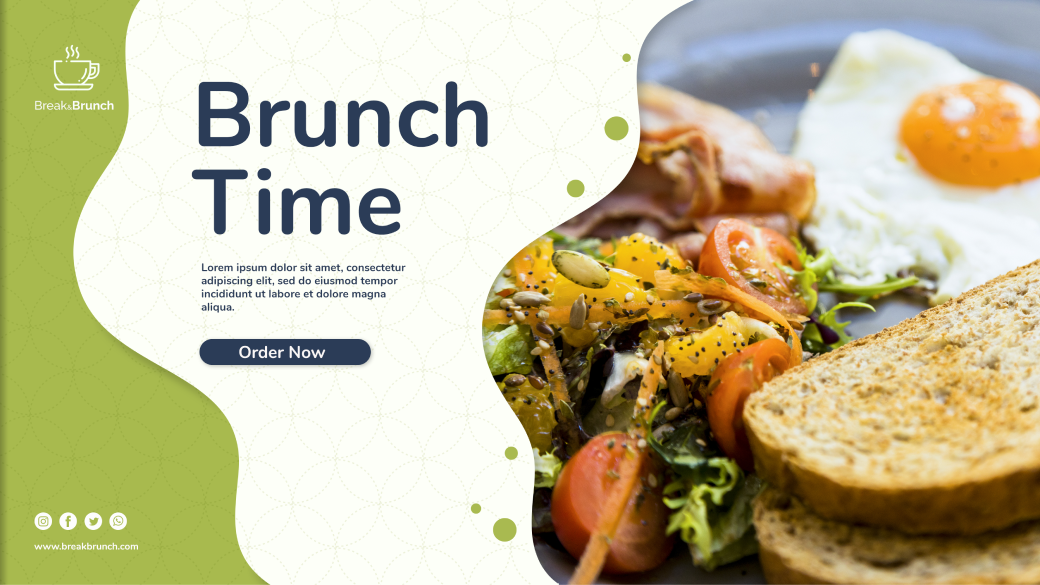 Break&Brunch
Brunch
Time
Lorem ipsum dolor sit amet, consectetur
adipiscing elit, sed do eiusmod tempor
incididunt ut labore et dolore magna
aliqua.
Order Now
www.breakbrunch.com